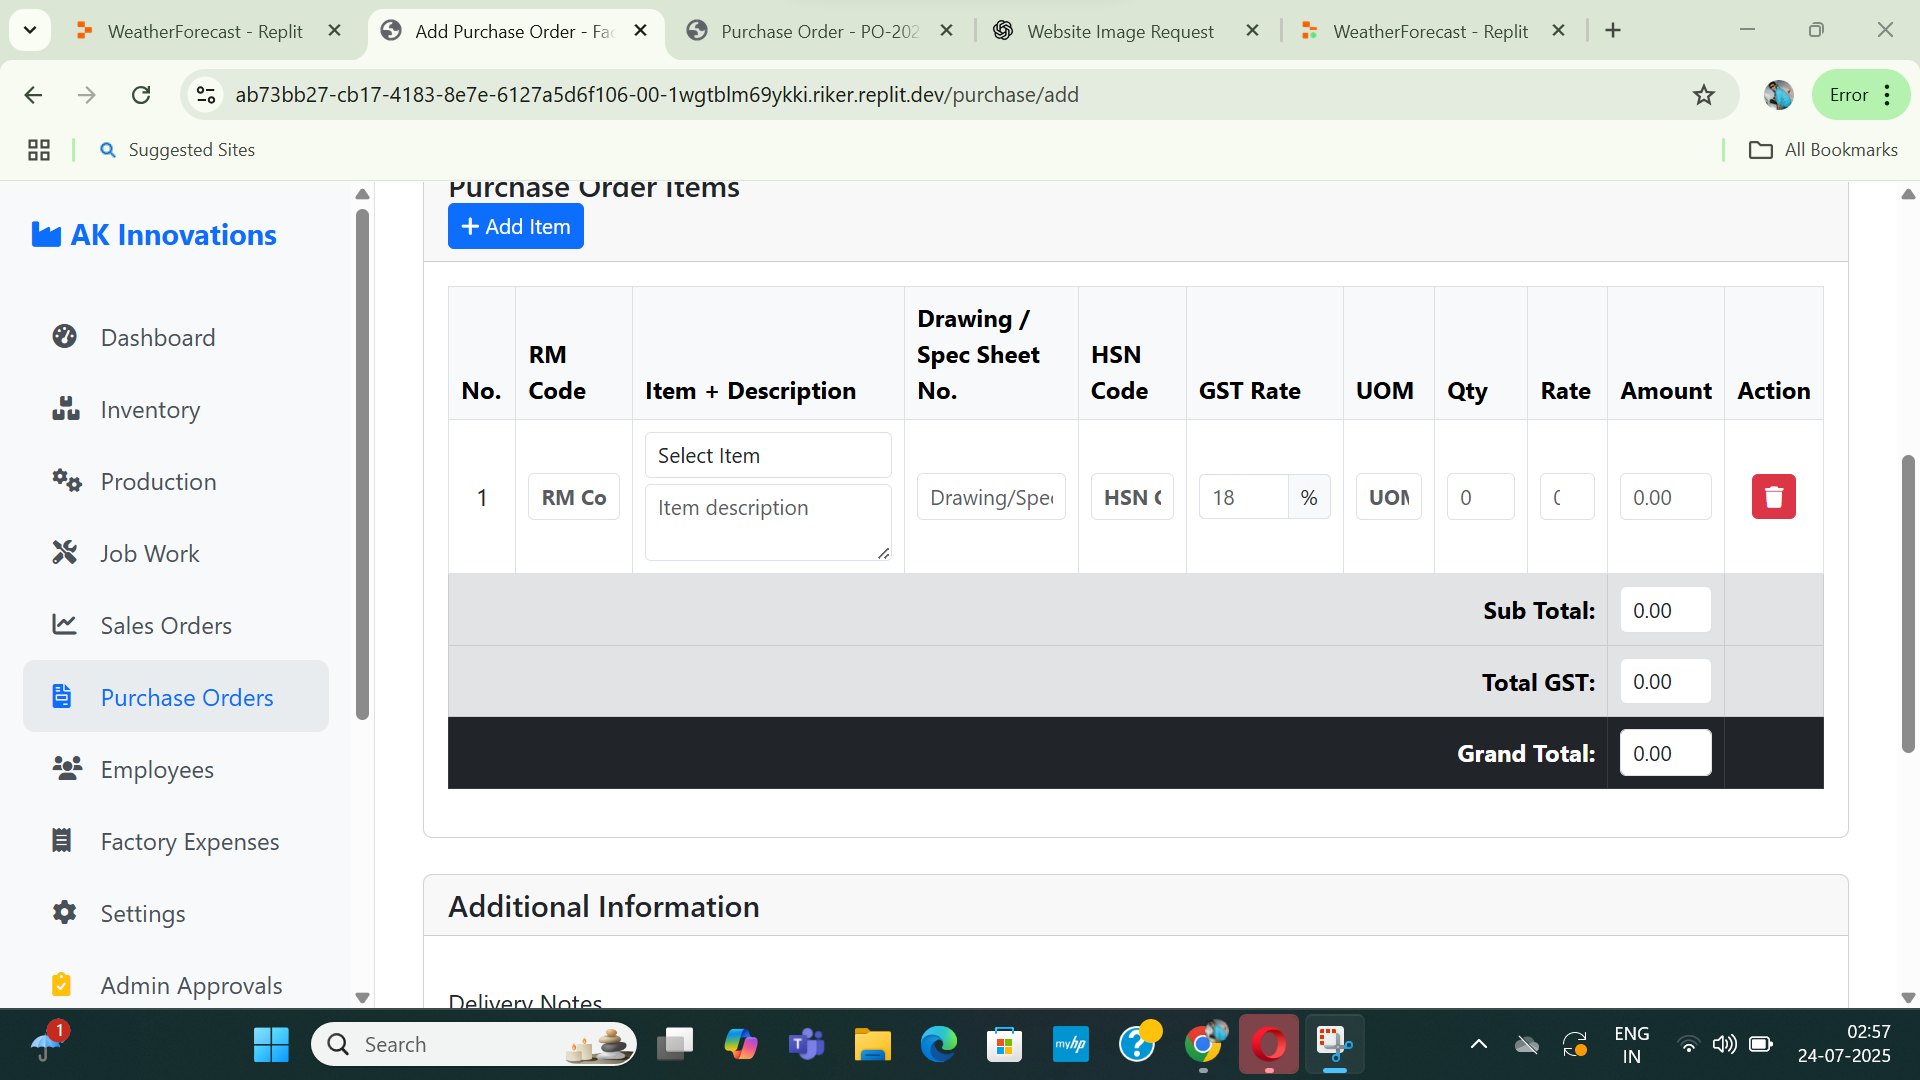 WeatherForecast - Replit
Add Purchase Order - Fac
Purchase Order - PO-202
Website Image Request
WeatherForecast - Replit
ab73bb27-cb17-4183-8e7e-6127a5d6f106-00-1wgtblm69ykki.riker.replit.dev/purchase/add
Error
Suggested Sites
All Bookmarks
AK Innovations
Dashboard
Inventory
Production
Job Work
Sales Orders
Purchase Orders
Employees
Factory Expenses
Settings
Admin Approvals
Purchase Order Items
+ Add Item
No.
RM Code
Item + Description
Drawing / Spec Sheet No.
HSN Code
GST Rate
UOM
Qty
Rate
Amount
Action
1
RM Co
Select Item
Item description
Drawing/Spec
HSN C
18 %
UOM
0
0
0.00
Sub Total: 0.00
Total GST: 0.00
Grand Total: 0.00
Additional Information
Delivery Notes
1
Search
myhp
ENG
IN
02:57
24-07-2025